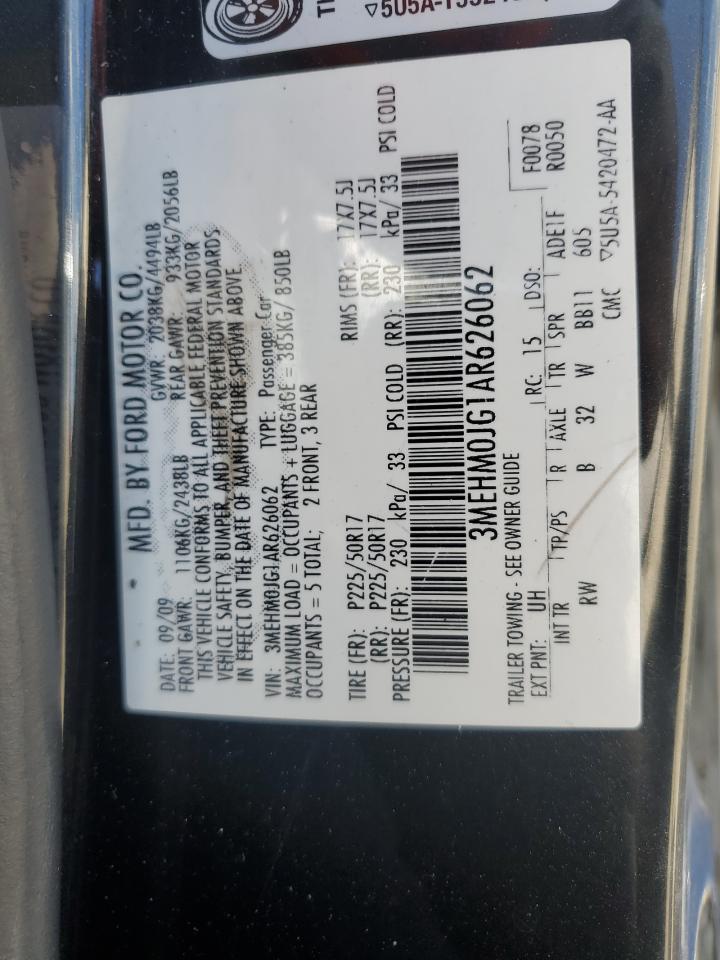 5U5A-
MFD. BY FORD MOTOR CO.
DATE: 09/09 GVWR: 2038KG/4494LB
FRONT GAWR: 1106KG/2438LB REAR GAWR: 933KG/2056LB
THIS VEHICLE CONFORMS TO ALL APPLICABLE FEDERAL MOTOR
VEHICLE SAFETY, BUMPER, AND THEFT PREVENTION STANDARDS
IN EFFECT ON THE DATE OF MANUFACTURE SHOWN ABOVE.
VIN: 3MEHM0JG1AR626062 TYPE: Passenger Car
MAXIMUM LOAD = OCCUPANTS + LUGGAGE = 385KG/ 850LB
OCCUPANTS = 5 TOTAL; 2 FRONT, 3 REAR
TIRE (FR): P225/50R17 RIMS (FR): 17X7.5J
(RR): P225/50R17 (RR): 17X7.5J
PRESSURE (FR): 230 kPa/ 33 PSI COLD (RR): 230 kPa/ 33 PSI COLD
3MEHM0JG1AR626062
TRAILER TOWING - SEE OWNER GUIDE F0078
EXT PNT: UH RC: 15 DSO: R0050
INT TR TP/PS R AXLE TR SPR ADE1F
RW B 32 W BB11 605
CMC ▽5U5A-5420472-AA